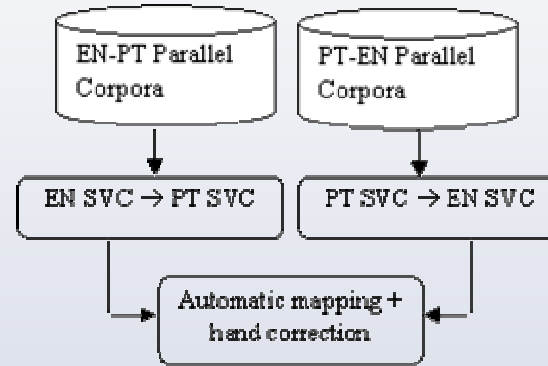 EN-PT Parallel
Corpora
PT-EN Parallel
Corpora
EN SVC → PT SVC
PT SVC → EN SVC
Automatic mapping +
hand correction